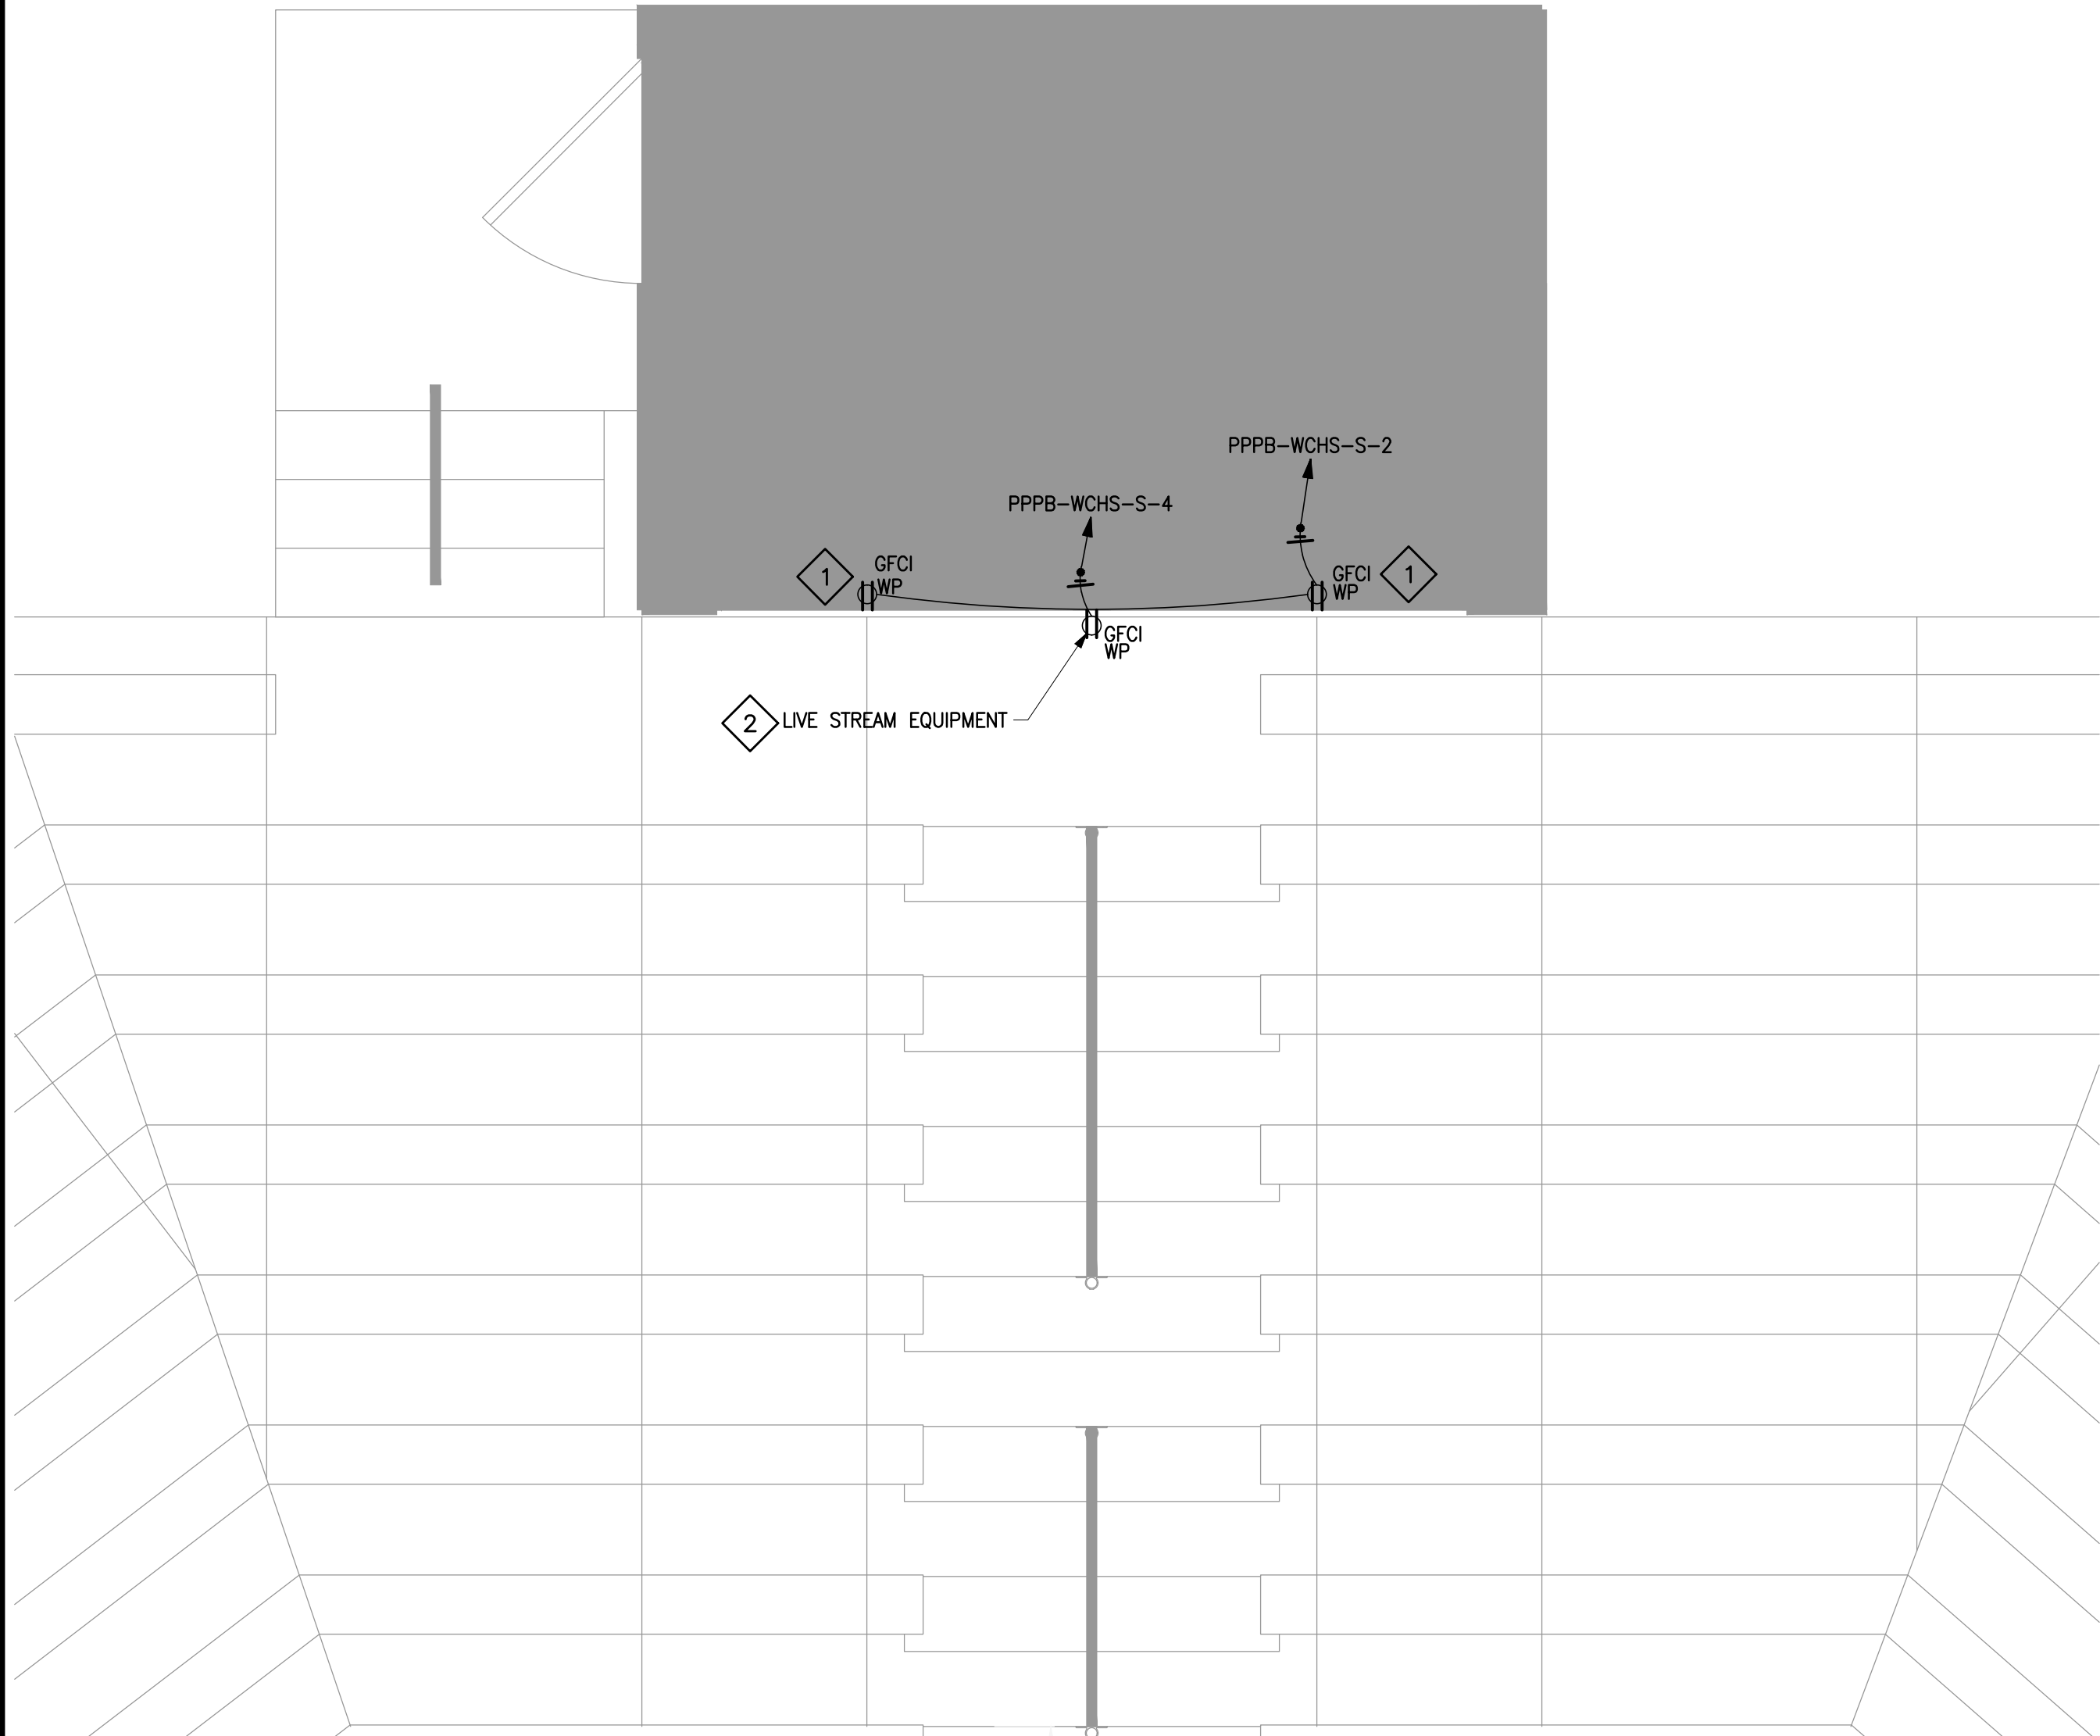 PPPB-WCHS-S-2
PPPB-WCHS-S-4
1
GFCI
WP
GFCI
WP
1
GFCI
WP
2
LIVE STREAM EQUIPMENT